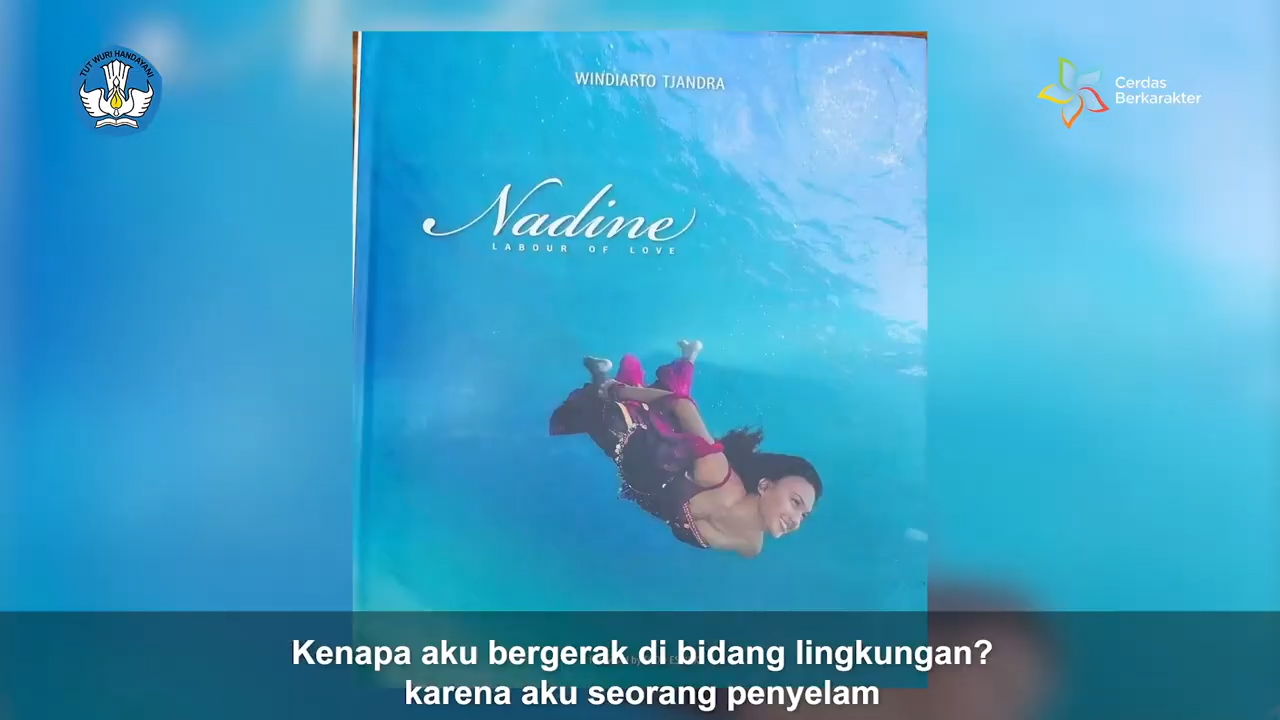 TUT WURI HANDAYANI
Cerdas
Berkarakter
WINDIARTO TJANDRA
Nadine
LABOUR OF LOVE
Kenapa aku bergerak di bidang lingkungan?
karena aku seorang penyelam